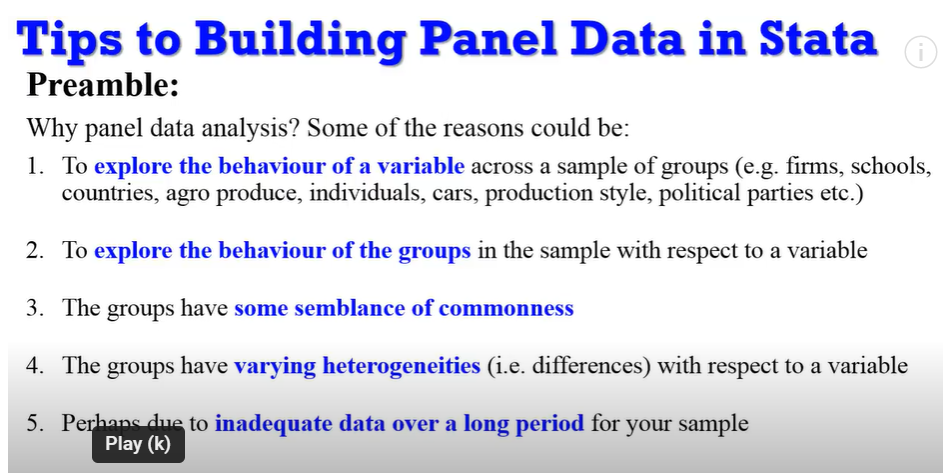 Tips to Building Panel Data in Stata
Preamble:
Why panel data analysis? Some of the reasons could be:
1. To explore the behaviour of a variable across a sample of groups (e.g. firms, schools,
countries, agro produce, individuals, cars, production style, political parties etc.)
2. To explore the behaviour of the groups in the sample with respect to a variable
3. The groups have some semblance of commonness
4. The groups have varying heterogeneities (i.e. differences) with respect to a variable
5. Perhaps due to inadequate data over a long period for your sample
Play (k)